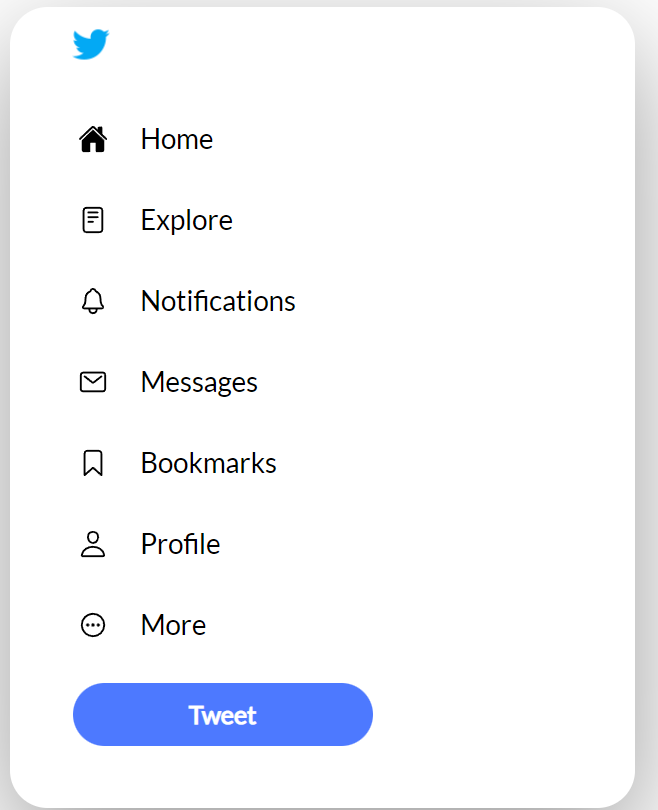 Home
Explore
Notifications
Messages
Bookmarks
Profile
More
Tweet